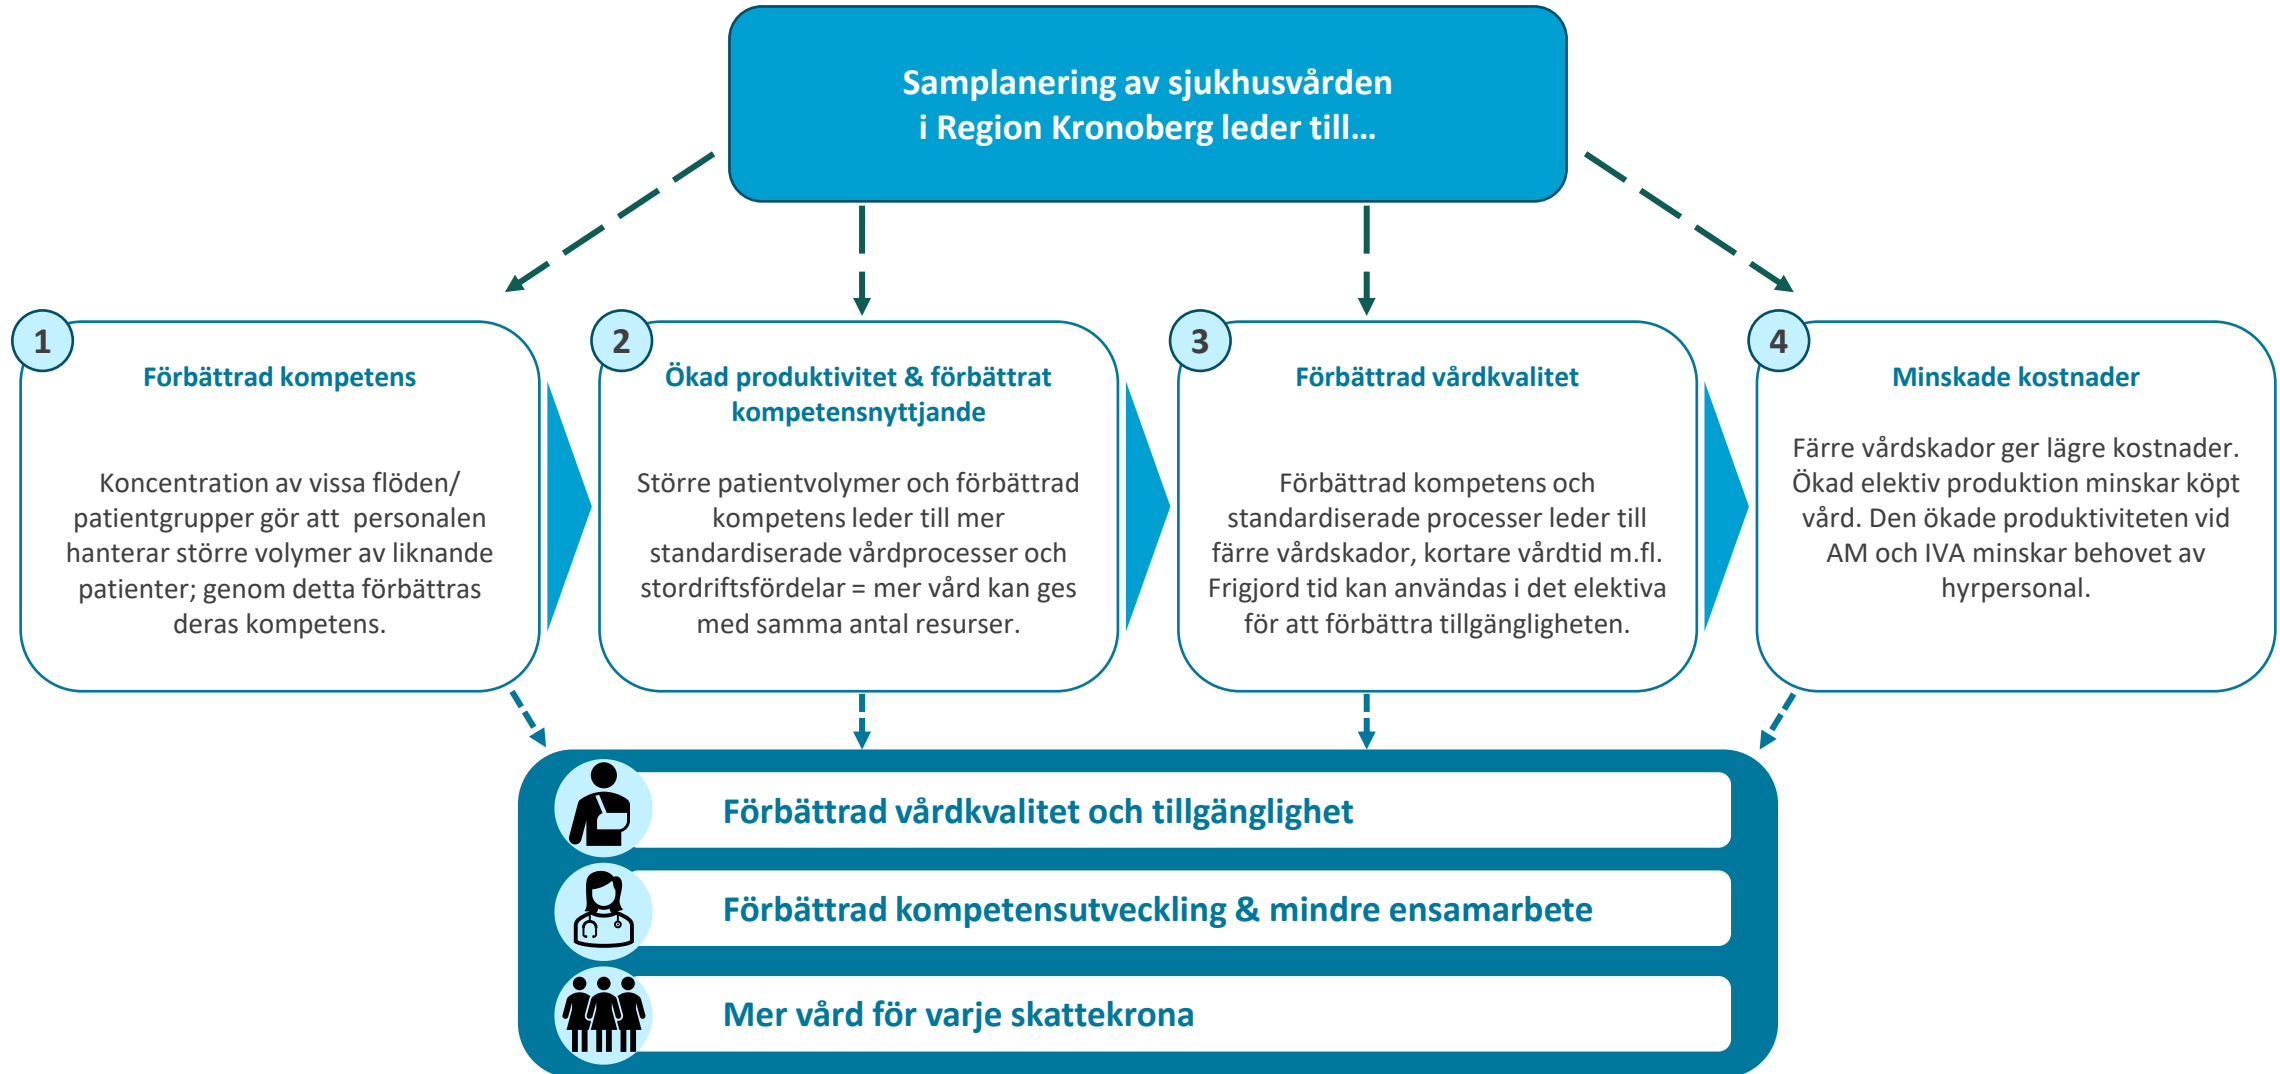 Samplanering av sjukhusvården
i Region Kronoberg leder till…
1
Förbättrad kompetens
Koncentration av vissa flöden/
patientgrupper gör att personalen
hanterar större volymer av liknande
patienter; genom detta förbättras
deras kompetens.
2
Ökad produktivitet & förbättrat
kompetensnyttjande
Större patientvolymer och förbättrad
kompetens leder till mer
standardiserade vårdprocesser och
stordriftsfördelar = mer vård kan ges
med samma antal resurser.
3
Förbättrad vårdkvalitet
Förbättrad kompetens och
standardiserade processer leder till
färre vårdskador, kortare vårdtid m.fl.
Frigjord tid kan användas i det elektiva
för att förbättra tillgängligheten.
4
Minskade kostnader
Färre vårdskador ger lägre kostnader.
Ökad elektiv produktion minskar köpt
vård. Den ökade produktiviteten vid
AM och IVA minskar behovet av
hyrpersonal.
Förbättrad vårdkvalitet och tillgänglighet
Förbättrad kompetensutveckling & mindre ensamarbete
Mer vård för varje skattekrona